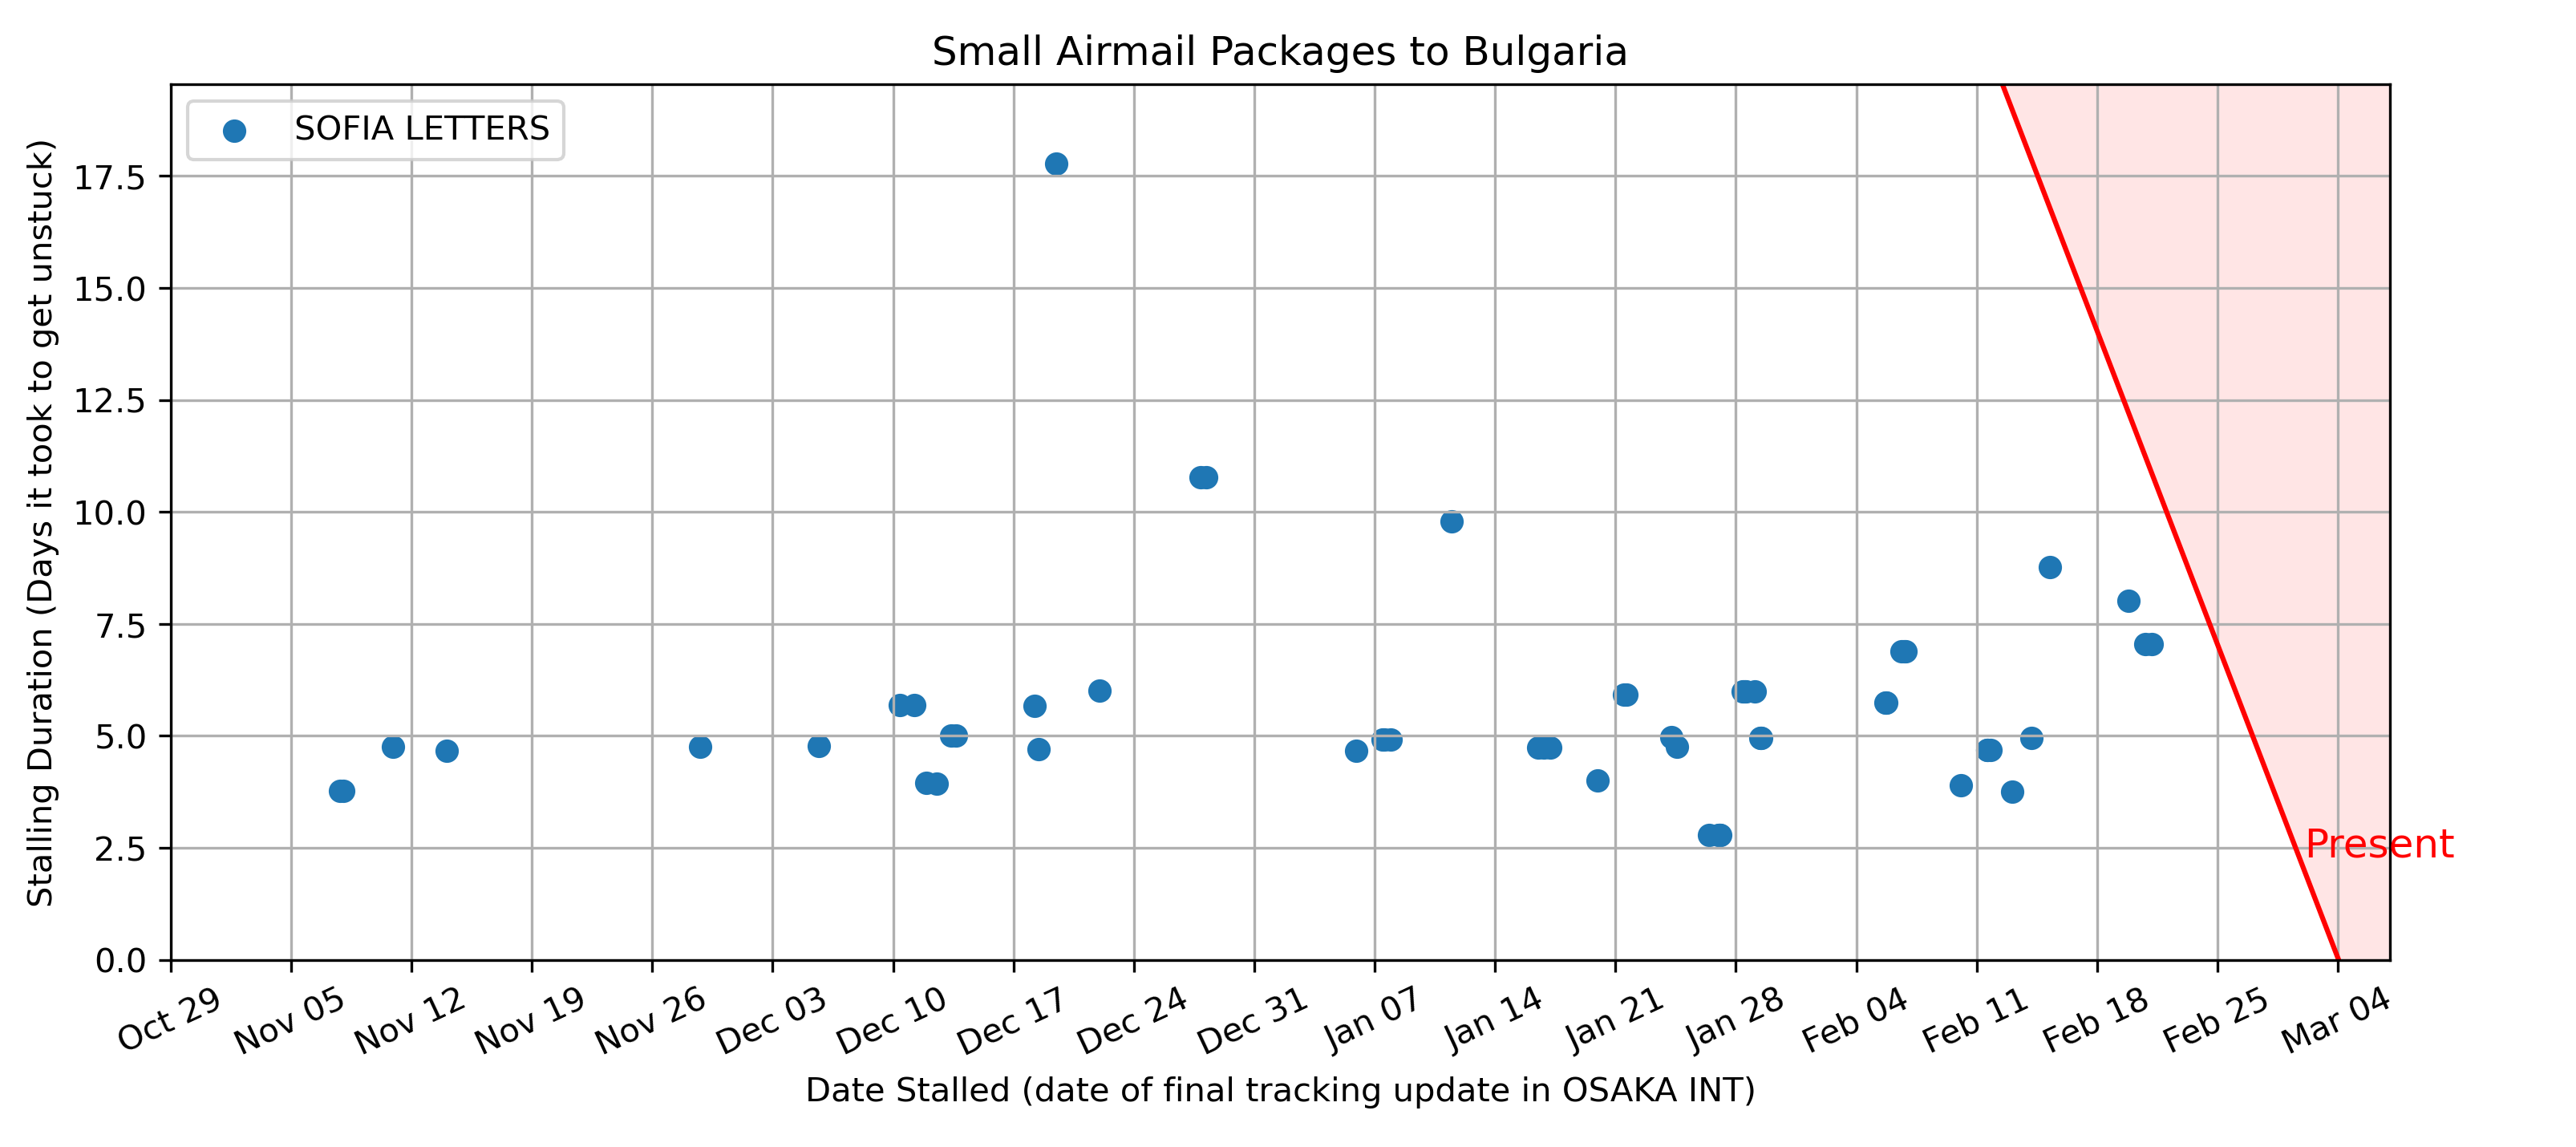 Small Airmail Packages to Bulgaria
SOFIA LETTERS
Stalling Duration (Days it took to get unstuck)
17.5
15.0
12.5
10.0
7.5
5.0
2.5
0.0
Present
Oct 29
Nov 05
Nov 12
Nov 19
Nov 26
Dec 03
Dec 10
Dec 17
Dec 24
Dec 31
Jan 07
Jan 14
Jan 21
Jan 28
Feb 04
Feb 11
Feb 18
Feb 25
Mar 04
Date Stalled (date of final tracking update in OSAKA INT)